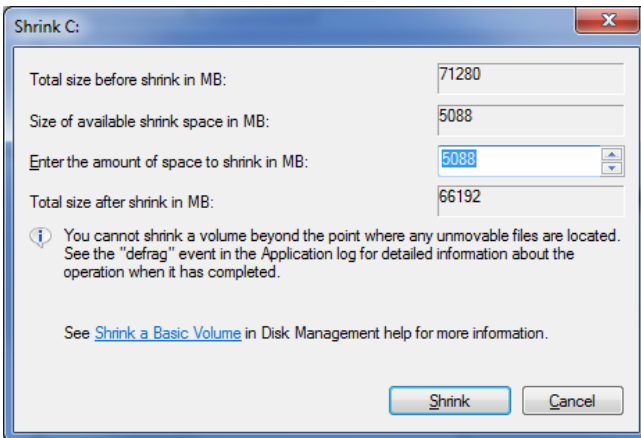 Shrink C:
Total size before shrink in MB: 71280
Size of available shrink space in MB: 5088
Enter the amount of space to shrink in MB: 5088
Total size after shrink in MB: 66192
You cannot shrink a volume beyond the point where any unmovable files are located.
See the "defrag" event in the Application log for detailed information about the
operation when it has completed.
See Shrink a Basic Volume in Disk Management help for more information.
Shrink Cancel